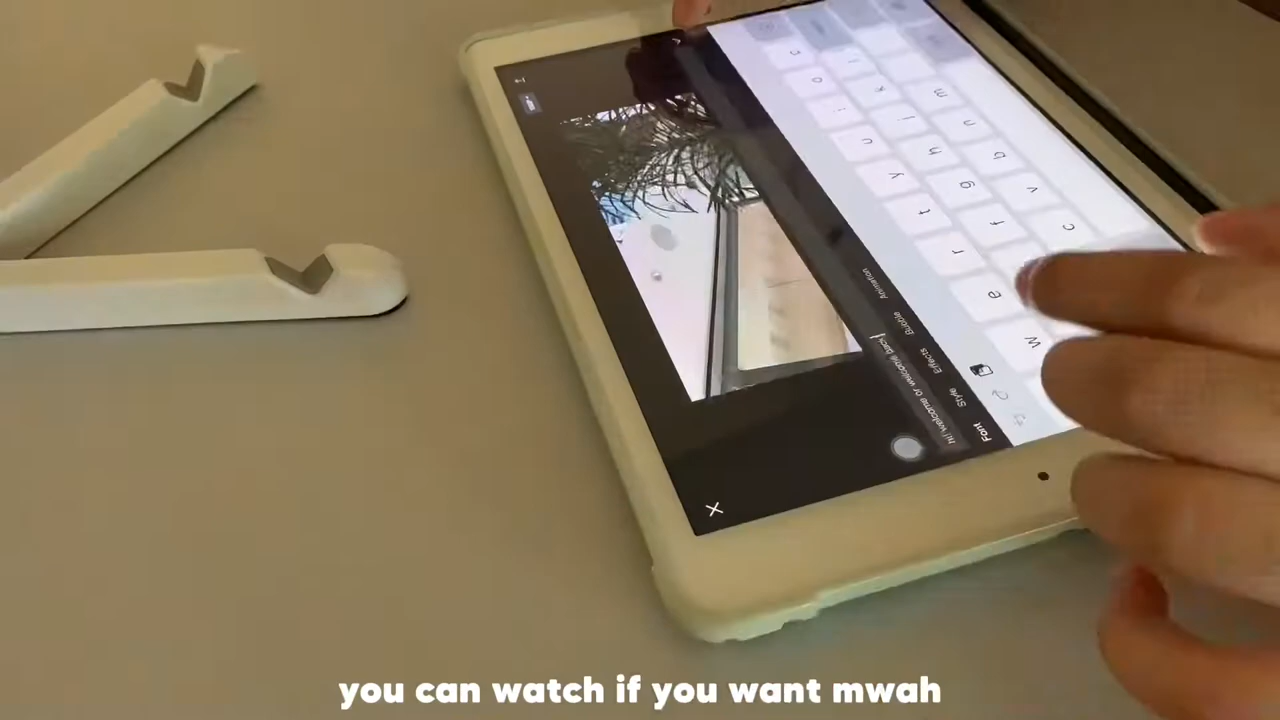 hi! welcome or welcome back
Font
Style
Effects
Bubble
Animation
w
e
r
t
y
u
i
o
c
f
g
h
j
k
l
c
v
b
n
m
you can watch if you want mwah